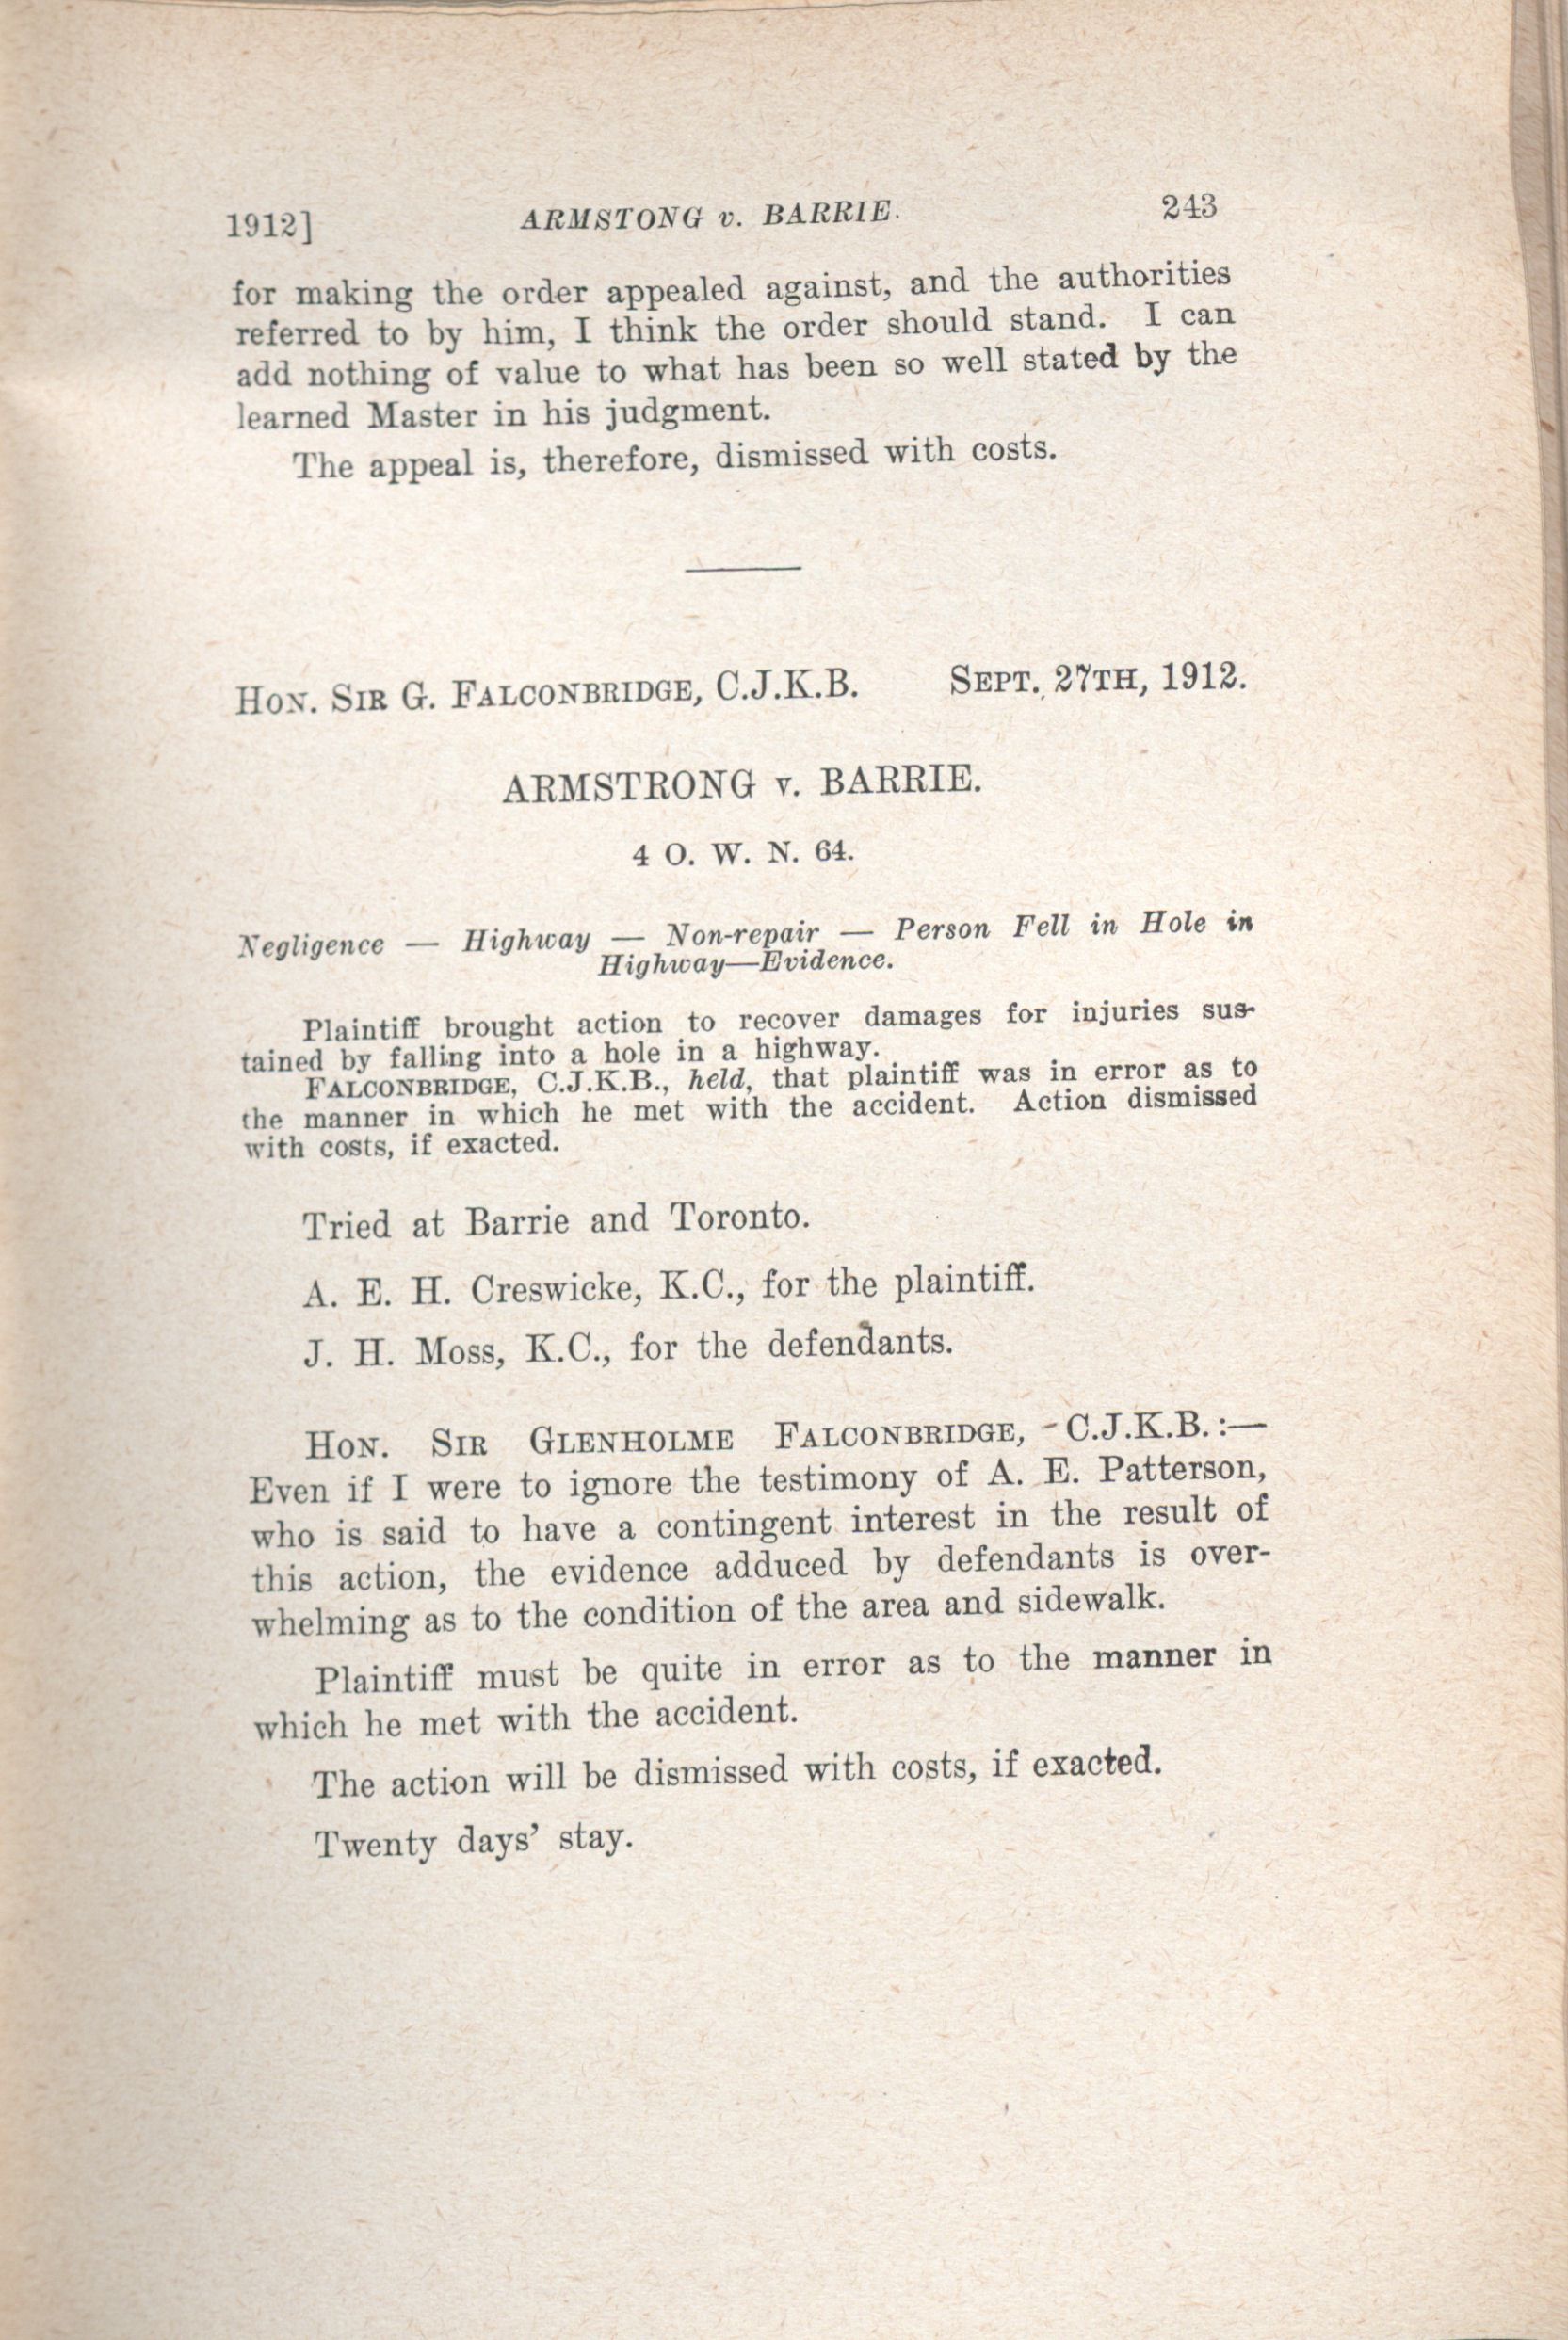 1912] ARMSTONG v. BARRIE. 243
for making the order appealed against, and the authorities
referred to by him, I think the order should stand. I can
add nothing of value to what has been so well stated by the
learned Master in his judgment.
The appeal is, therefore, dismissed with costs.
HON. SIR G. FALCONBRIDGE, C.J.K.B. SEPT. 27TH, 1912.
ARMSTRONG v. BARRIE.
4 O. W. N. 64.
Negligence — Highway — Non-repair — Person Fell in Hole in
Highway—Evidence.
Plaintiff brought action to recover damages for injuries sus-
tained by falling into a hole in a highway.
FALCONBRIDGE, C.J.K.B., held, that plaintiff was in error as to
the manner in which he met with the accident. Action dismissed
with costs, if exacted.
Tried at Barrie and Toronto.
A. E. H. Creswicke, K.C., for the plaintiff.
J. H. Moss, K.C., for the defendants.
HON. SIR GLENHOLME FALCONBRIDGE, C.J.K.B.:—
Even if I were to ignore the testimony of A. E. Patterson,
who is said to have a contingent interest in the result of
this action, the evidence adduced by defendants is over-
whelming as to the condition of the area and sidewalk.
Plaintiff must be quite in error as to the manner in
which he met with the accident.
The action will be dismissed with costs, if exacted.
Twenty days' stay.